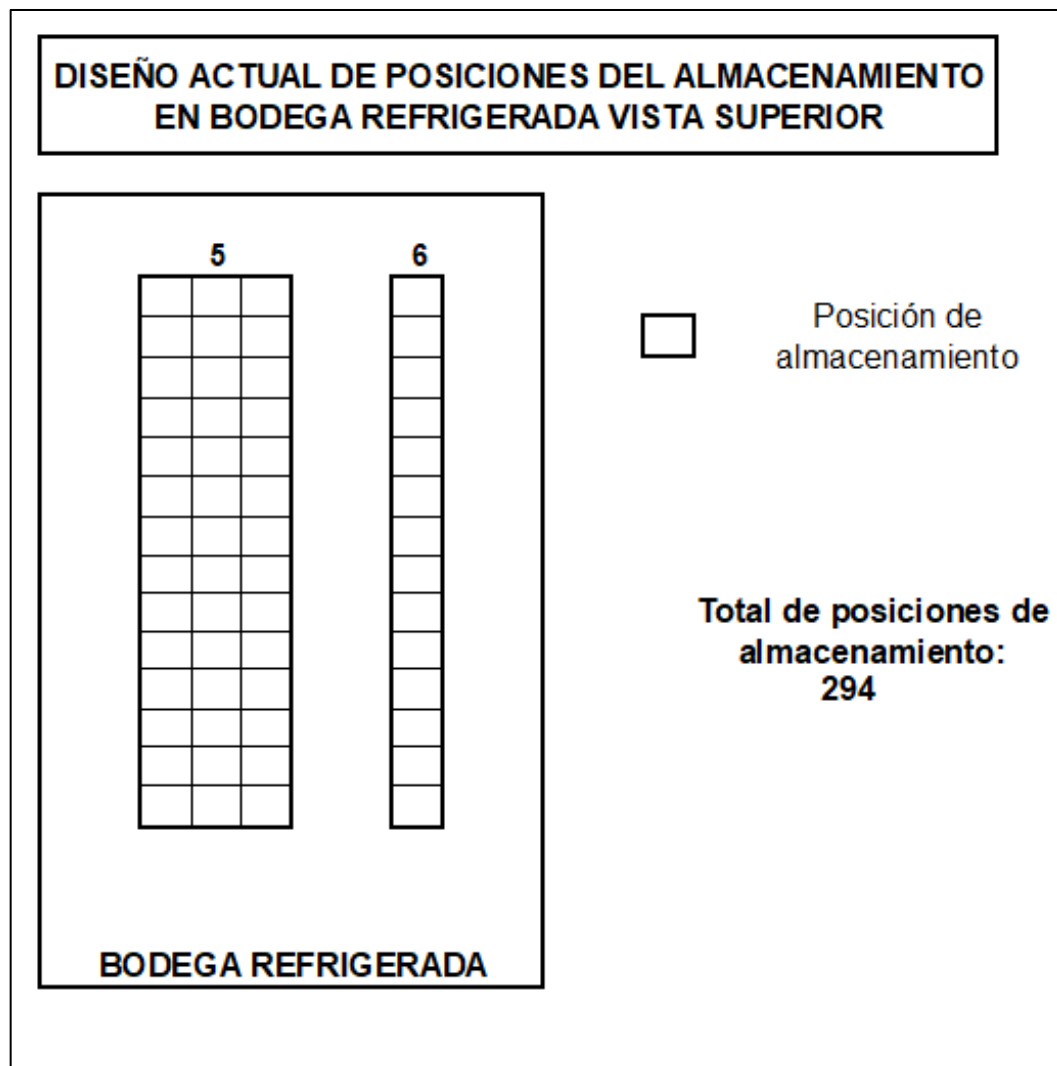 DISEÑO ACTUAL DE POSICIONES DEL ALMACENAMIENTO
EN BODEGA REFRIGERADA VISTA SUPERIOR
5
6
Posición de
almacenamiento
Total de posiciones de
almacenamiento:
294
BODEGA REFRIGERADA